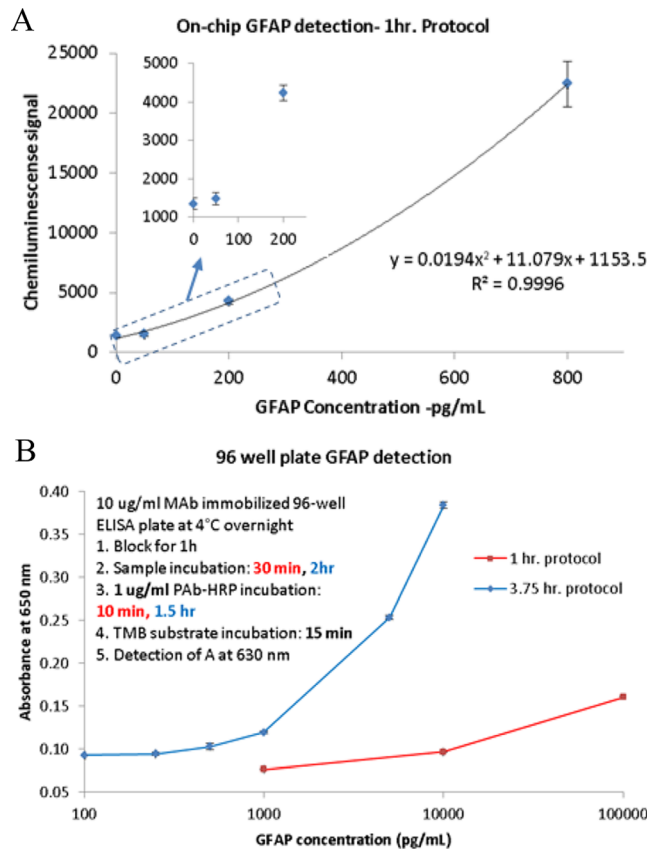 A
On-chip GFAP detection- 1hr. Protocol
25000
20000
15000
10000
5000
0
Chemiluminescense signal
5000
4000
3000
2000
1000
0
100
200
y = 0.0194x² + 11.079x + 1153.5
R² = 0.9996
0
200
400
600
800
GFAP Concentration -pg/mL
B
96 well plate GFAP detection
0.40
0.35
0.30
0.25
0.20
0.15
0.10
0.05
Absorbance at 650 nm
10 ug/ml MAb immobilized 96-well
ELISA plate at 4°C overnight
1. Block for 1h
2. Sample incubation: 30 min, 2hr
3. 1 ug/ml PAb-HRP incubation:
10 min, 1.5 hr
4. TMB substrate incubation: 15 min
5. Detection of A at 630 nm
1 hr. protocol
3.75 hr. protocol
100
1000
10000
100000
GFAP concentration (pg/mL)